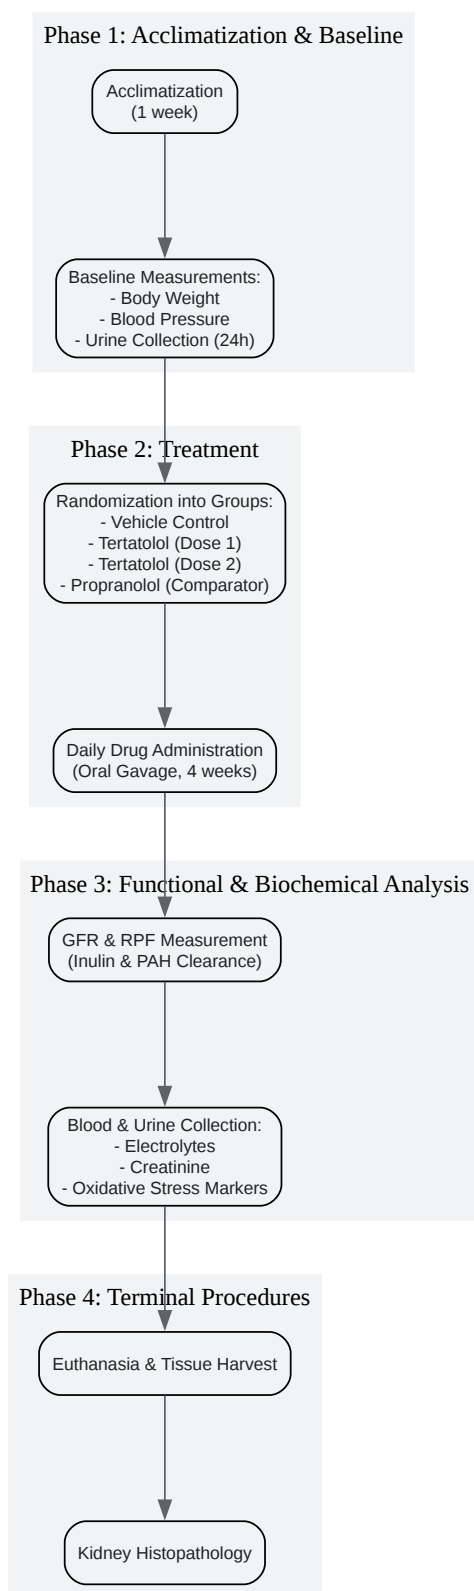 Phase 1: Acclimatization & Baseline
Acclimatization
(1 week)
Baseline Measurements:
- Body Weight
- Blood Pressure
- Urine Collection (24h)
Phase 2: Treatment
Randomization into Groups:
- Vehicle Control
- Tertatolol (Dose 1)
- Tertatolol (Dose 2)
- Propranolol (Comparator)
Daily Drug Administration
(Oral Gavage, 4 weeks)
Phase 3: Functional & Biochemical Analysis
GFR & RPF Measurement
(Inulin & PAH Clearance)
Blood & Urine Collection:
- Electrolytes
- Creatinine
- Oxidative Stress Markers
Phase 4: Terminal Procedures
Euthanasia & Tissue Harvest
Kidney Histopathology